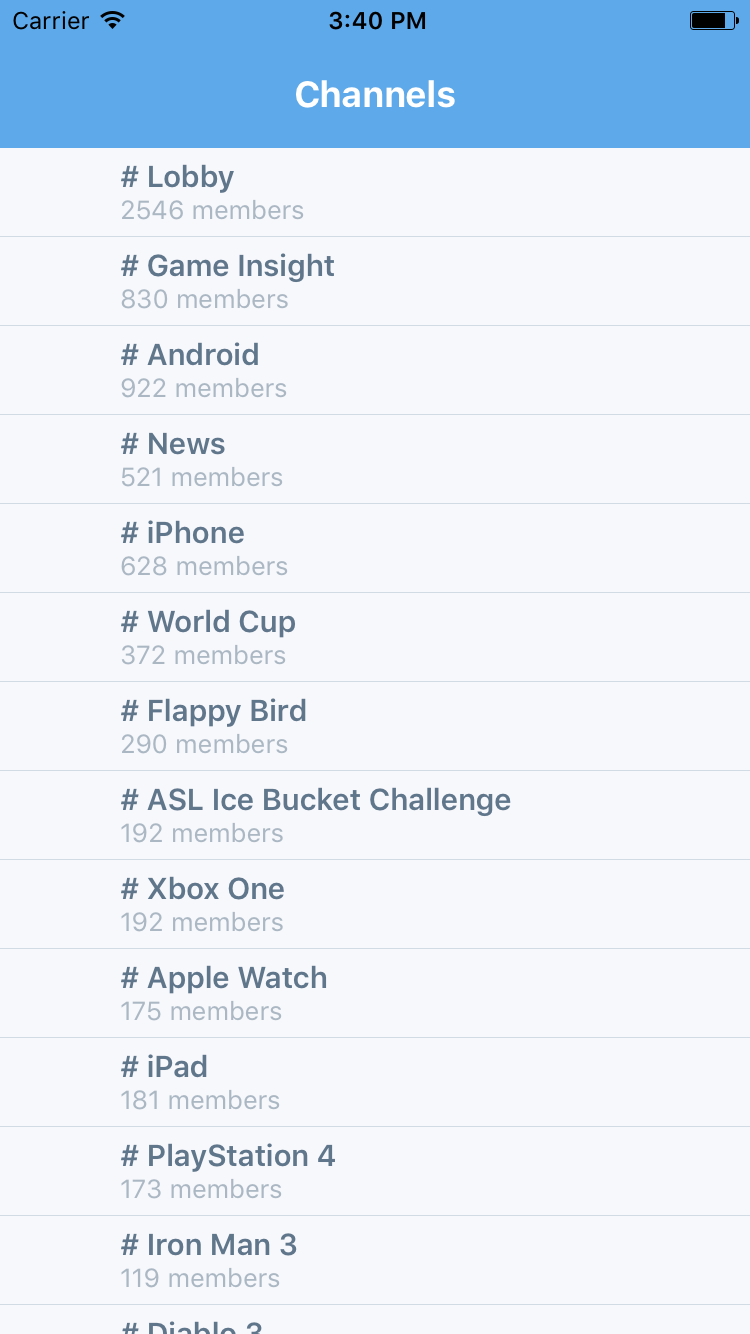 Carrier 3:40 PM
Channels
# Lobby
2546 members
# Game Insight
830 members
# Android
922 members
# News
521 members
# iPhone
628 members
# World Cup
372 members
# Flappy Bird
290 members
# ASL Ice Bucket Challenge
192 members
# Xbox One
192 members
# Apple Watch
175 members
# iPad
181 members
# PlayStation 4
173 members
# Iron Man 3
119 members
# Diablo 3